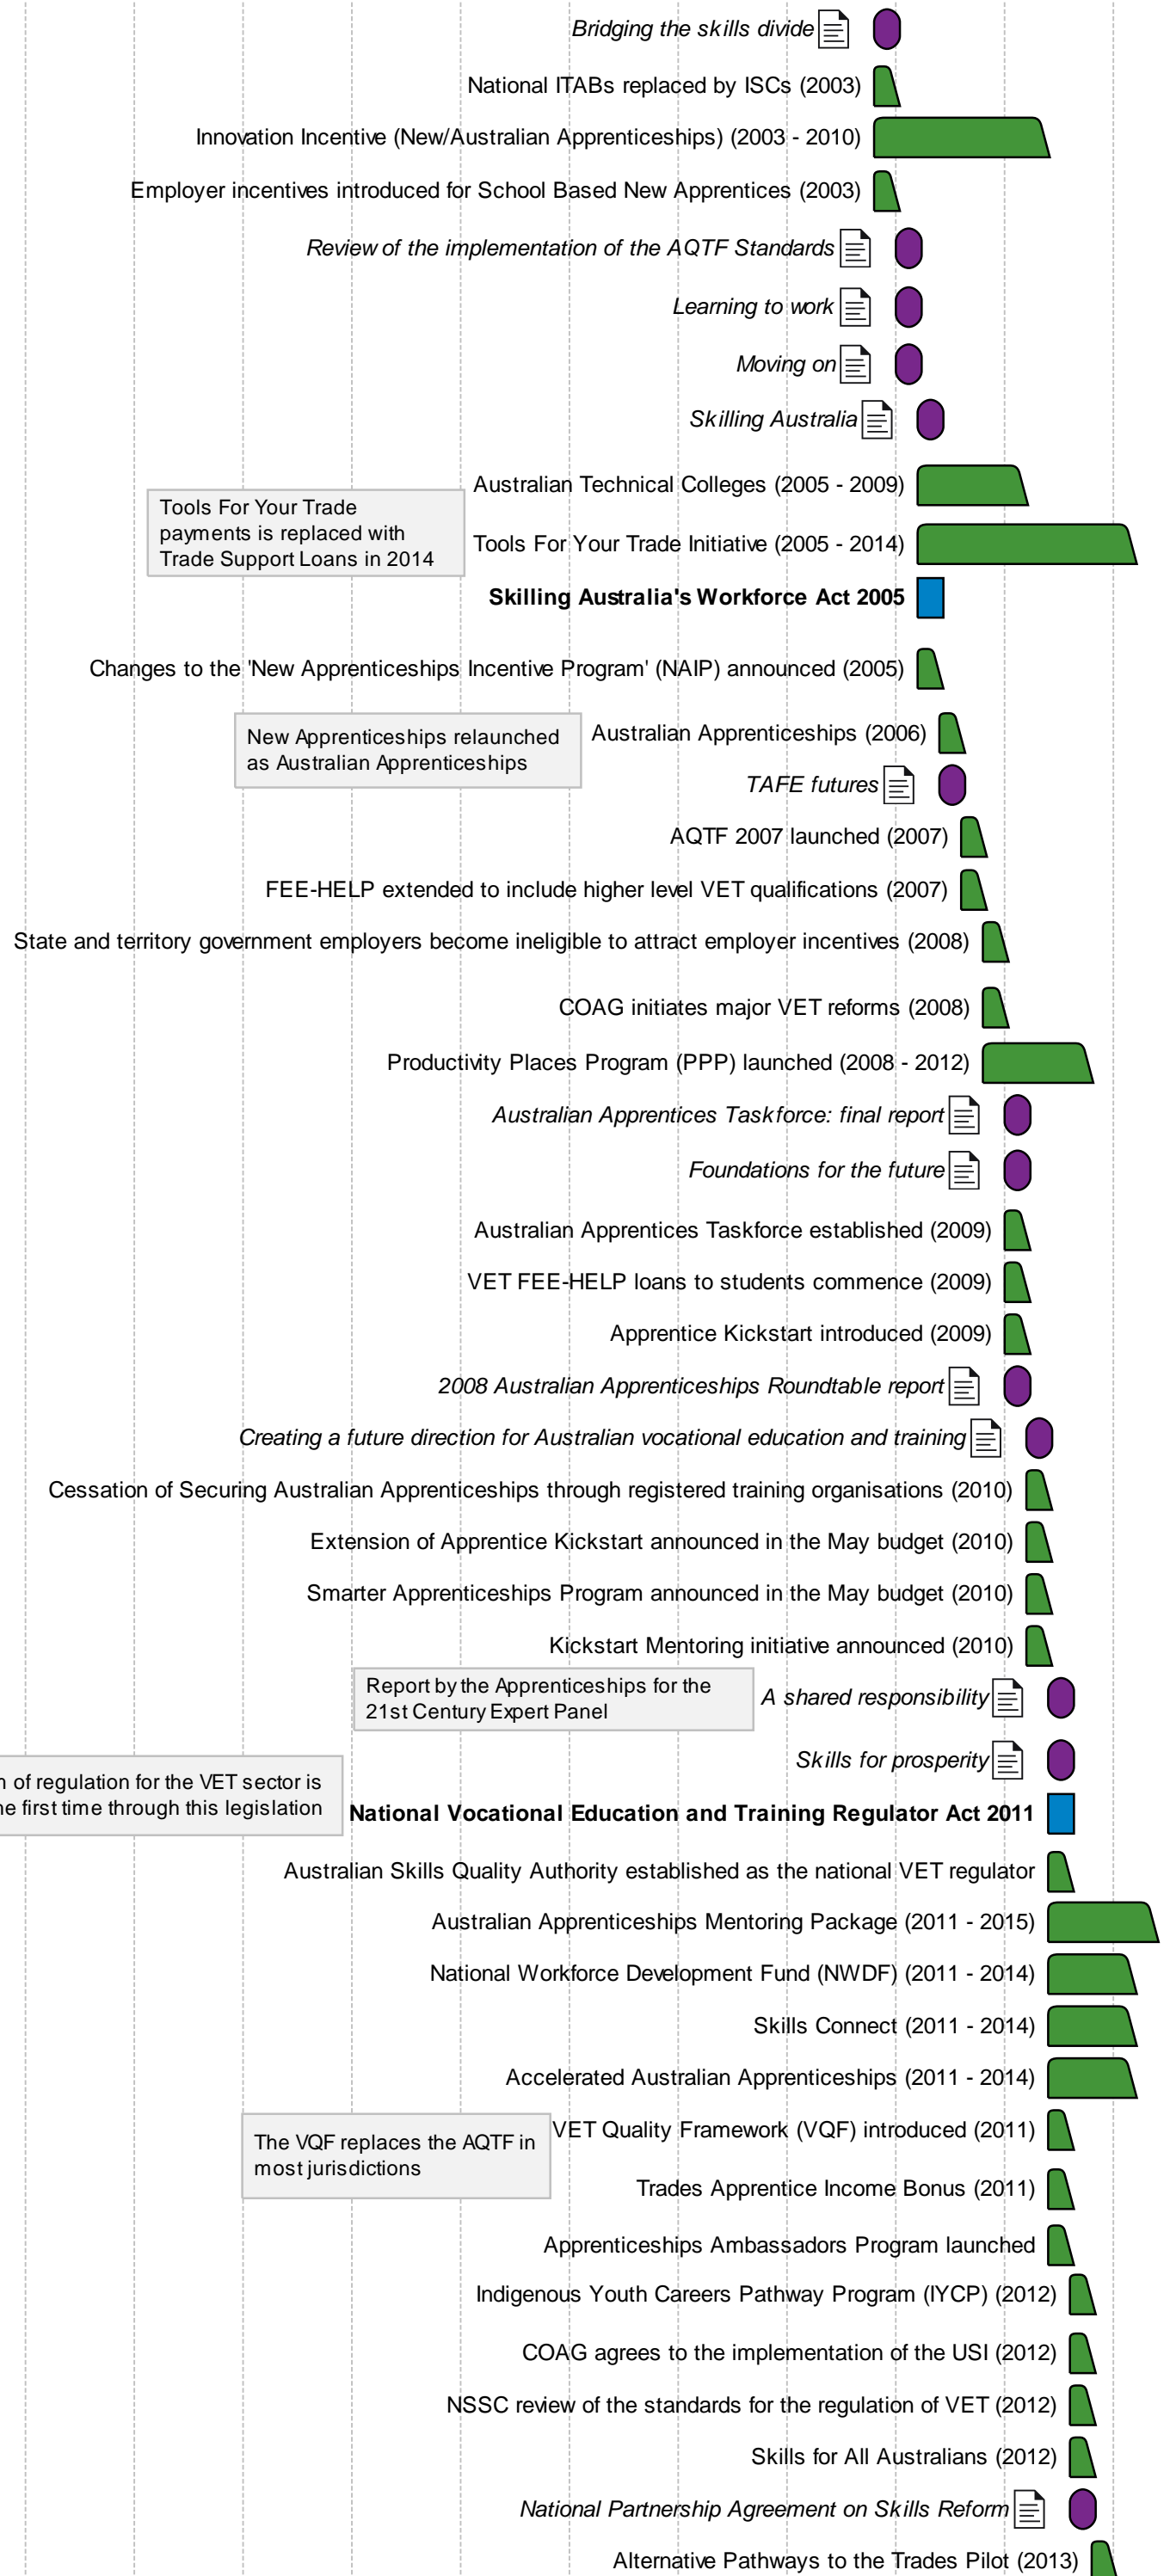 Bridging the skills divide
National ITABs replaced by ISCs (2003)
Innovation Incentive (New/Australian Apprenticeships) (2003 - 2010)
Employer incentives introduced for School Based New Apprentices (2003)
Review of the implementation of the AQTF Standards
Learning to work
Moving on
Skilling Australia
Australian Technical Colleges (2005 - 2009)
Tools For Your Trade
payments is replaced with
Trade Support Loans in 2014
Tools For Your Trade Initiative (2005 - 2014)
Skilling Australia's Workforce Act 2005
Changes to the 'New Apprenticeships Incentive Program' (NAIP) announced (2005)
New Apprenticeships relaunched
as Australian Apprenticeships
Australian Apprenticeships (2006)
TAFE futures
AQTF 2007 launched (2007)
FEE-HELP extended to include higher level VET qualifications (2007)
State and territory government employers become ineligible to attract employer incentives (2008)
COAG initiates major VET reforms (2008)
Productivity Places Program (PPP) launched (2008 - 2012)
Australian Apprentices Taskforce: final report
Foundations for the future
Australian Apprentices Taskforce established (2009)
VET FEE-HELP loans to students commence (2009)
Apprentice Kickstart introduced (2009)
2008 Australian Apprenticeships Roundtable report
Creating a future direction for Australian vocational education and training
Cessation of Securing Australian Apprenticeships through registered training organisations (2010)
Extension of Apprentice Kickstart announced in the May budget (2010)
Smarter Apprenticeships Program announced in the May budget (2010)
Kickstart Mentoring initiative announced (2010)
Report by the Apprenticeships for the
21st Century Expert Panel
A shared responsibility
Skills for prosperity
of regulation for the VET sector is
first time through this legislation
National Vocational Education and Training Regulator Act 2011
Australian Skills Quality Authority established as the national VET regulator
Australian Apprenticeships Mentoring Package (2011 - 2015)
National Workforce Development Fund (NWDF) (2011 - 2014)
Skills Connect (2011 - 2014)
Accelerated Australian Apprenticeships (2011 - 2014)
The VQF replaces the AQTF in
most jurisdictions
VET Quality Framework (VQF) introduced (2011)
Trades Apprentice Income Bonus (2011)
Apprenticeships Ambassadors Program launched
Indigenous Youth Careers Pathway Program (IYCP) (2012)
COAG agrees to the implementation of the USI (2012)
NSSC review of the standards for the regulation of VET (2012)
Skills for All Australians (2012)
National Partnership Agreement on Skills Reform
Alternative Pathways to the Trades Pilot (2013)